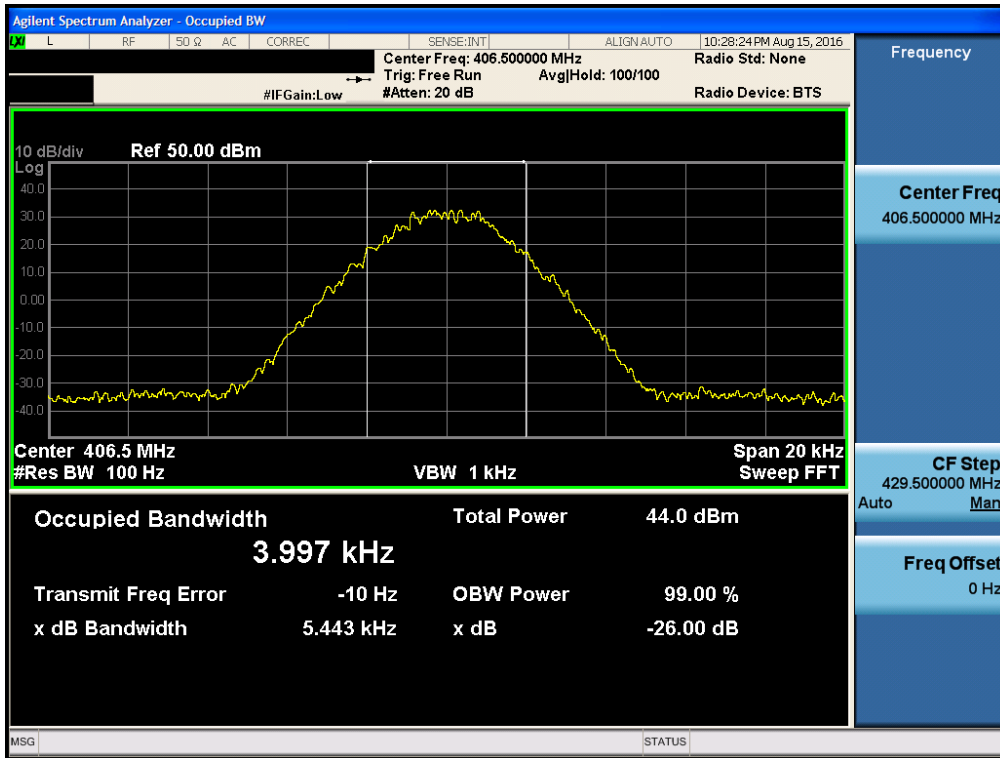 Agilent Spectrum Analyzer - Occupied BW
LXI L RF 50 Ω AC CORREC SENSE:INT ALIGN AUTO 10:28:24 PM Aug 15, 2016
Center Freq: 406.500000 MHz Radio Std: None
Trig: Free Run Avg|Hold: 100/100
#IFGain:Low #Atten: 20 dB Radio Device: BTS
10 dB/div Ref 50.00 dBm
Log
40.0
30.0
20.0
10.0
0.00
-10.0
-20.0
-30.0
-40.0
Center 406.5 MHz Span 20 kHz
#Res BW 100 Hz VBW 1 kHz Sweep FFT
Occupied Bandwidth Total Power 44.0 dBm
3.997 kHz
Transmit Freq Error -10 Hz OBW Power 99.00 %
x dB Bandwidth 5.443 kHz x dB -26.00 dB
MSG STATUS
Frequency
Center Freq
406.500000 MHz
CF Step
429.500000 MHz
Auto Man
Freq Offset
0 Hz